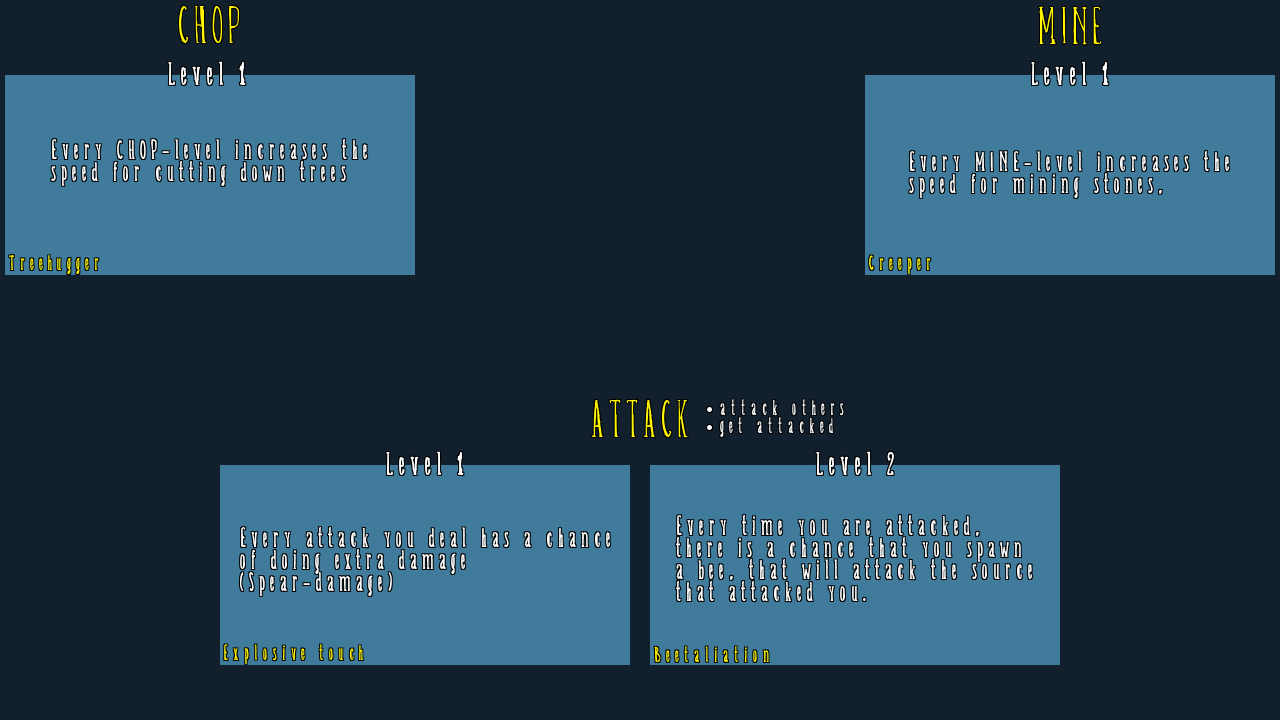 CHOP
Level 1
Every CHOP-level increases the
speed for cutting down trees
Treehugger
MINE
Level 1
Every MINE-level increases the
speed for mining stones.
Creeper
ATTACK
• attack others
• get attacked
Level 1
Every attack you deal has a chance
of doing extra damage
(Spear-damage)
Explosive touch
Level 2
Every time you are attacked,
there is a chance that you spawn
a bee, that will attack the source
that attacked you.
Beetaliation